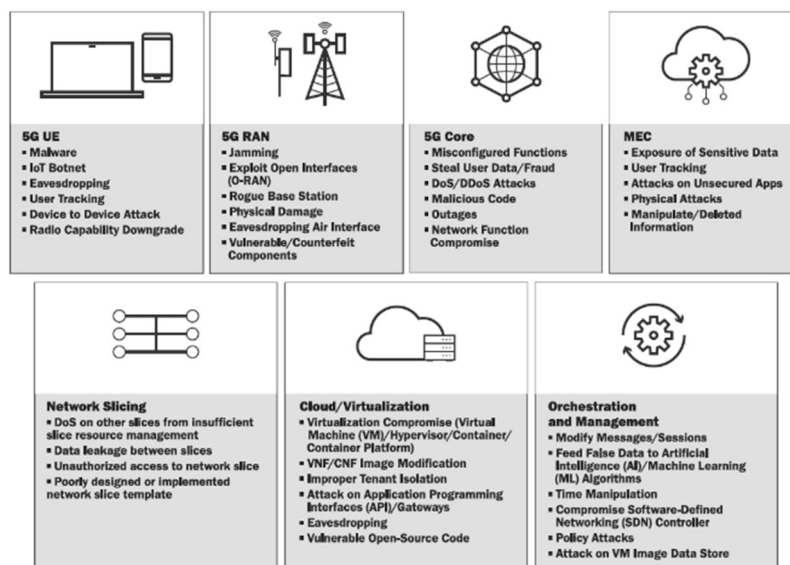 5G UE
▪ Malware
▪ IoT Botnet
▪ Eavesdropping
▪ User Tracking
▪ Device to Device Attack
▪ Radio Capability Downgrade
5G RAN
▪ Jamming
▪ Exploit Open Interfaces
(O-RAN)
▪ Rogue Base Station
▪ Physical Damage
▪ Eavesdropping Air Interface
▪ Vulnerable/Counterfeit
Components
5G Core
▪ Misconfigured Functions
▪ Steal User Data/Fraud
▪ DoS/DDoS Attacks
▪ Malicious Code
▪ Outages
▪ Network Function
Compromise
MEC
▪ Exposure of Sensitive Data
▪ User Tracking
▪ Attacks on Unsecured Apps
▪ Physical Attacks
▪ Manipulate/Deleted
Information
Network Slicing
▪ DoS on other slices from insufficient
slice resource management
▪ Data leakage between slices
▪ Unauthorized access to network slice
▪ Poorly designed or implemented
network slice template
Cloud/Virtualization
▪ Virtualization Compromise (Virtual
Machine (VM)/Hypervisor/Container/
Container Platform)
▪ VNF/CNF Image Modification
▪ Improper Tenant Isolation
▪ Attack on Application Programming
Interfaces (API)/Gateways
▪ Eavesdropping
▪ Vulnerable Open-Source Code
Orchestration
and Management
▪ Modify Messages/Sessions
▪ Feed False Data to Artificial
Intelligence (AI)/Machine Learning
(ML) Algorithms
▪ Time Manipulation
▪ Compromise Software-Defined
Networking (SDN) Controller
▪ Policy Attacks
▪ Attack on VM Image Data Store